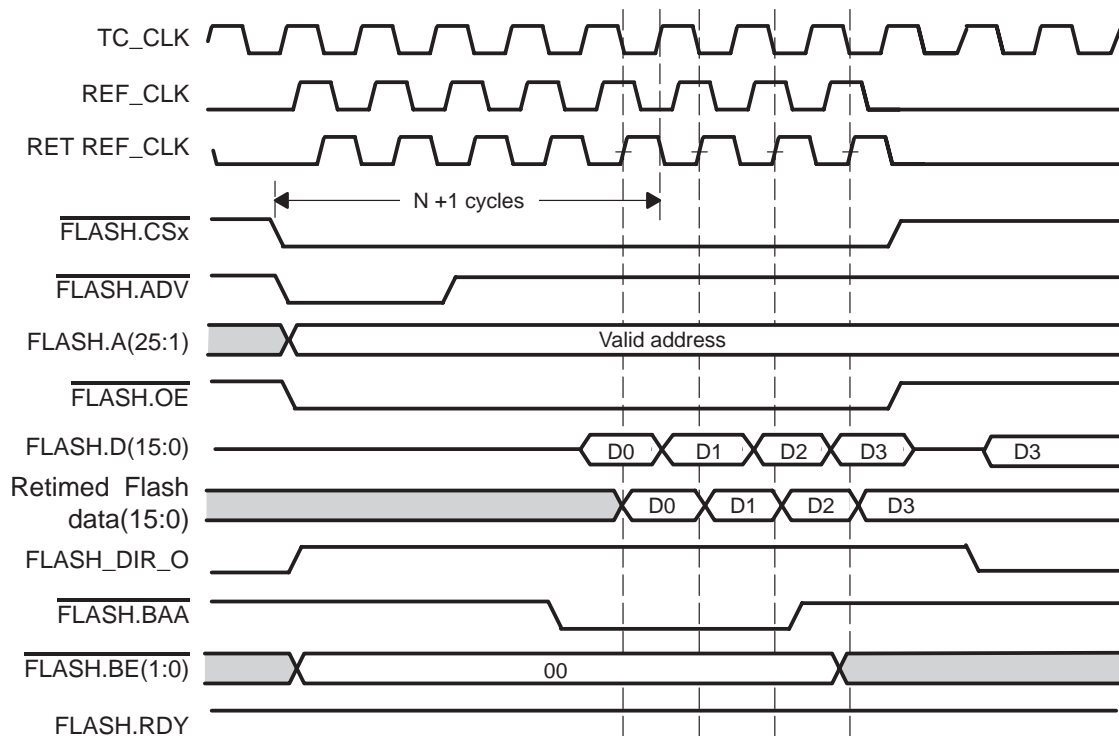 TC_CLK
REF_CLK
RET REF_CLK
N +1 cycles
FLASH.CSx
FLASH.ADV
FLASH.A(25:1)
Valid address
FLASH.OE
FLASH.D(15:0)
D0 D1 D2 D3 D3
Retimed Flash
data(15:0)
D0 D1 D2 D3
FLASH_DIR_O
FLASH.BAA
FLASH.BE(1:0)
00
FLASH.RDY